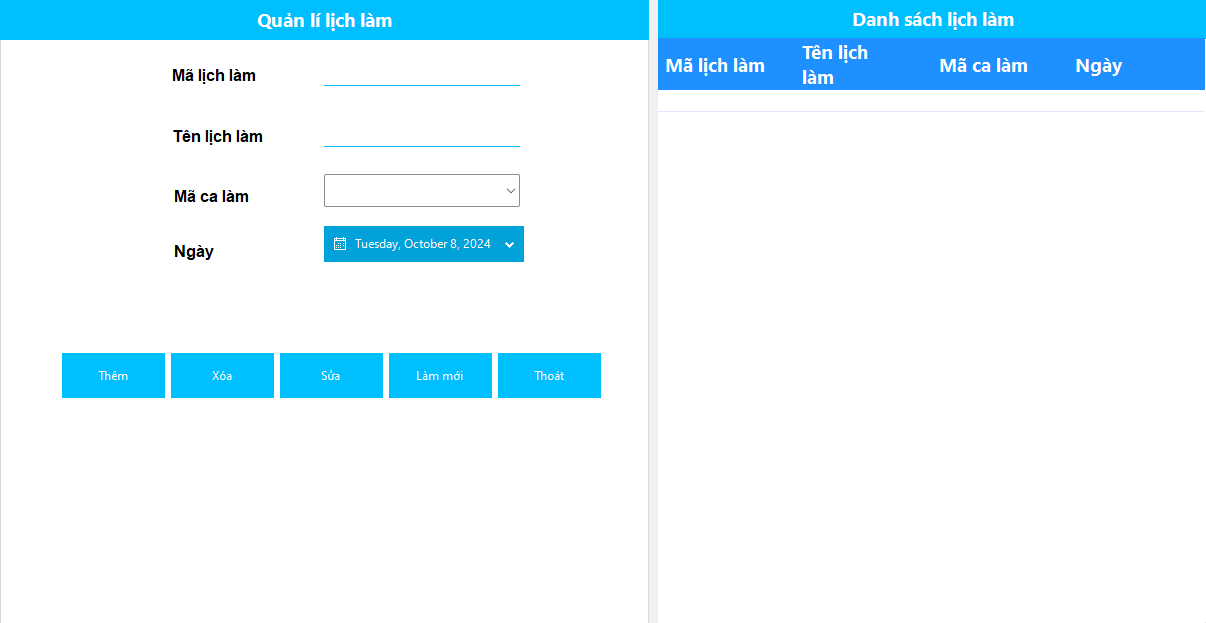 Quản lí lịch làm
Mã lịch làm
Tên lịch làm
Mã ca làm
Ngày
Tuesday, October 8, 2024
Thêm
Xóa
Sửa
Làm mới
Thoát
Danh sách lịch làm
Mã lịch làm
Tên lịch
làm
Mã ca làm
Ngày